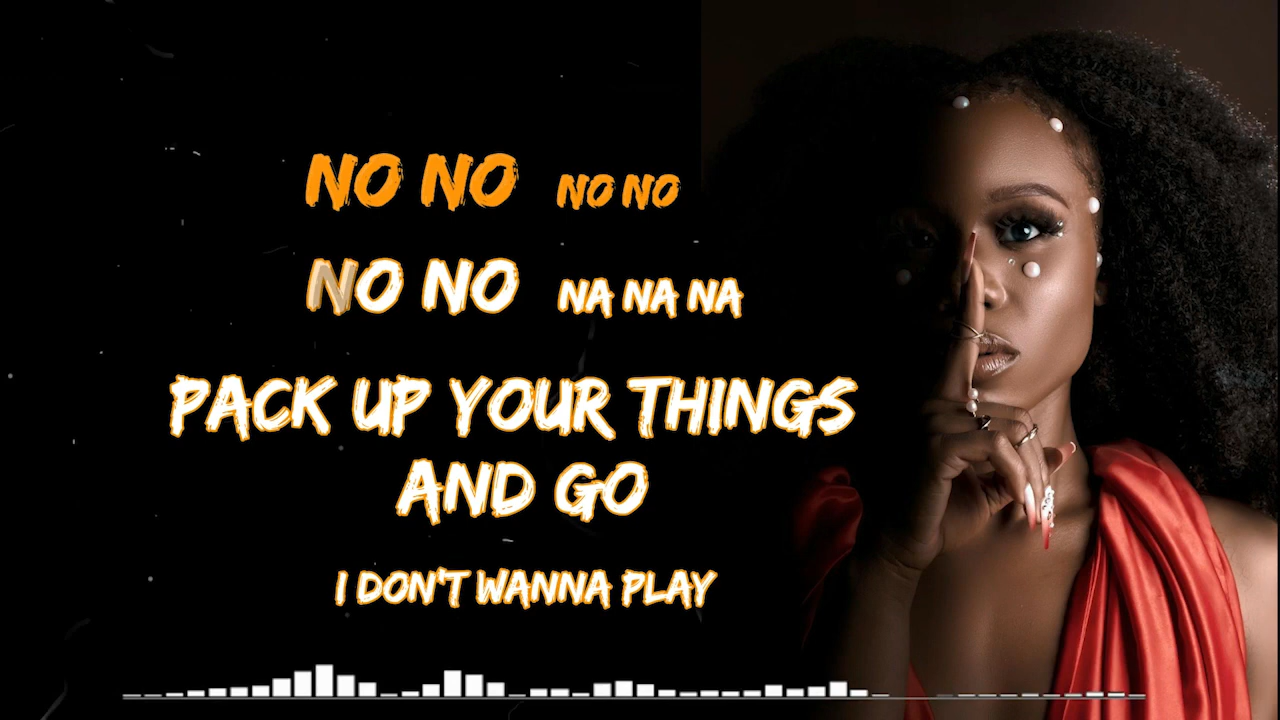 NO NO NO NO
NO NO NA NA NA
PACK UP YOUR THINGS
AND GO
I DON'T WANNA PLAY